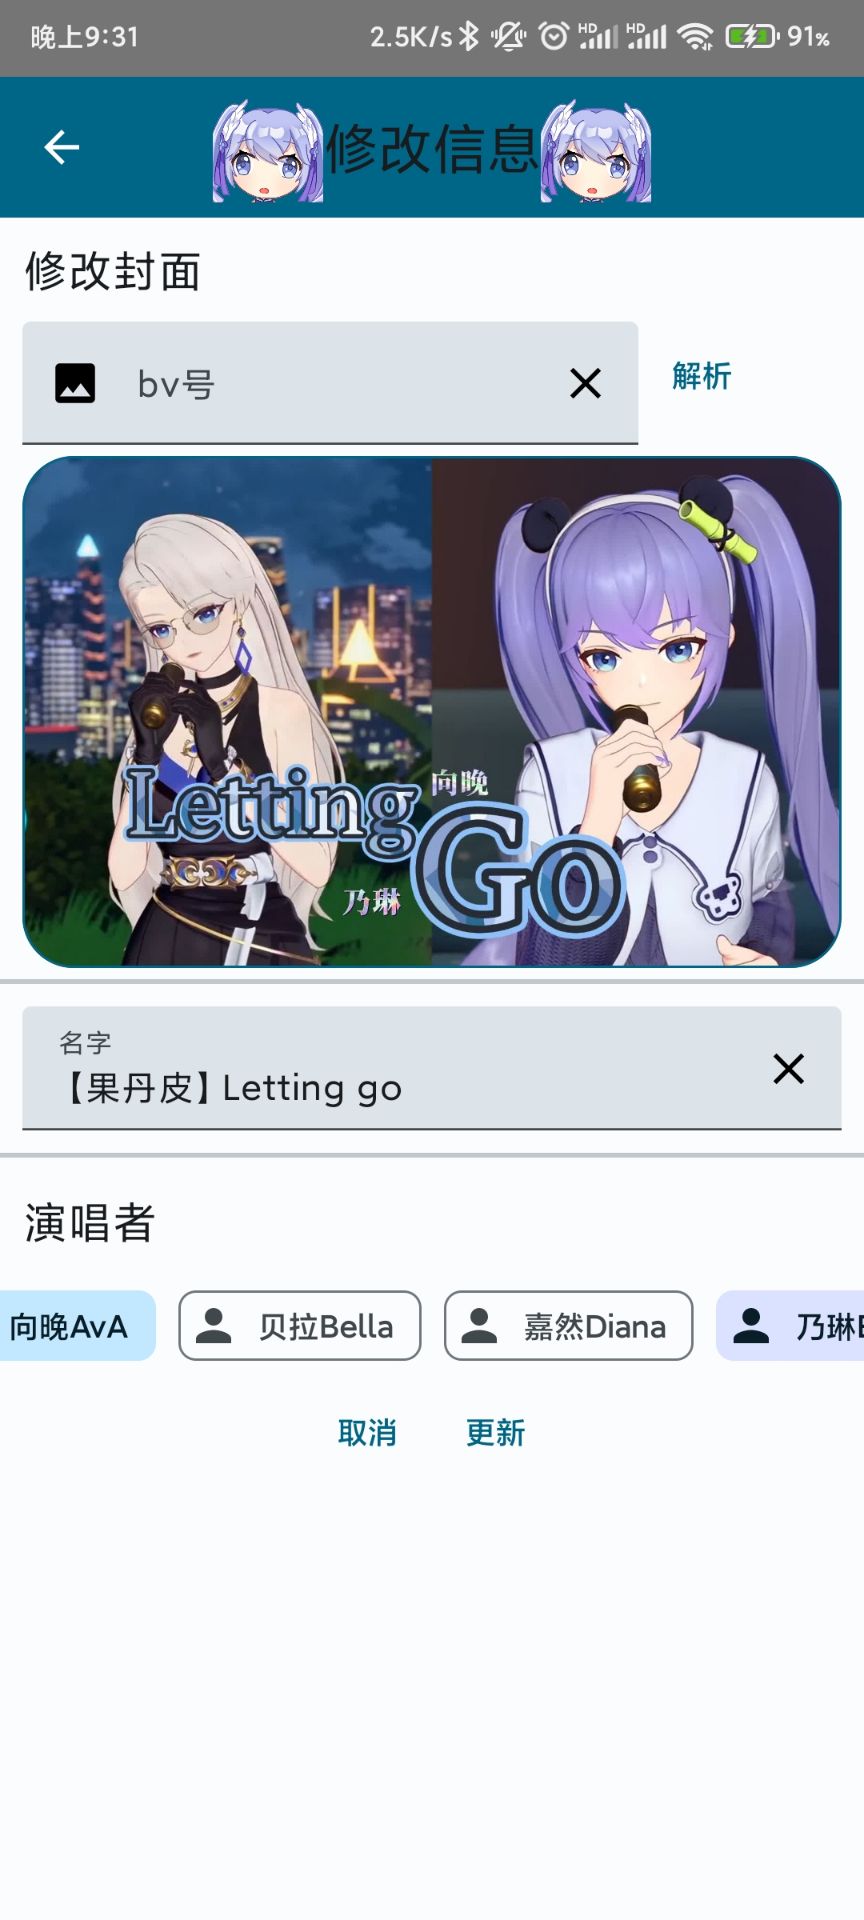 晚上9:31
2.5K/s
HD
HD
91%
修改信息
修改封面
bv号
解析
向晚
Letting
Go
乃琳
名字
【果丹皮】Letting go
演唱者
向晚AvA
贝拉Bella
嘉然Diana
乃琳E
取消
更新